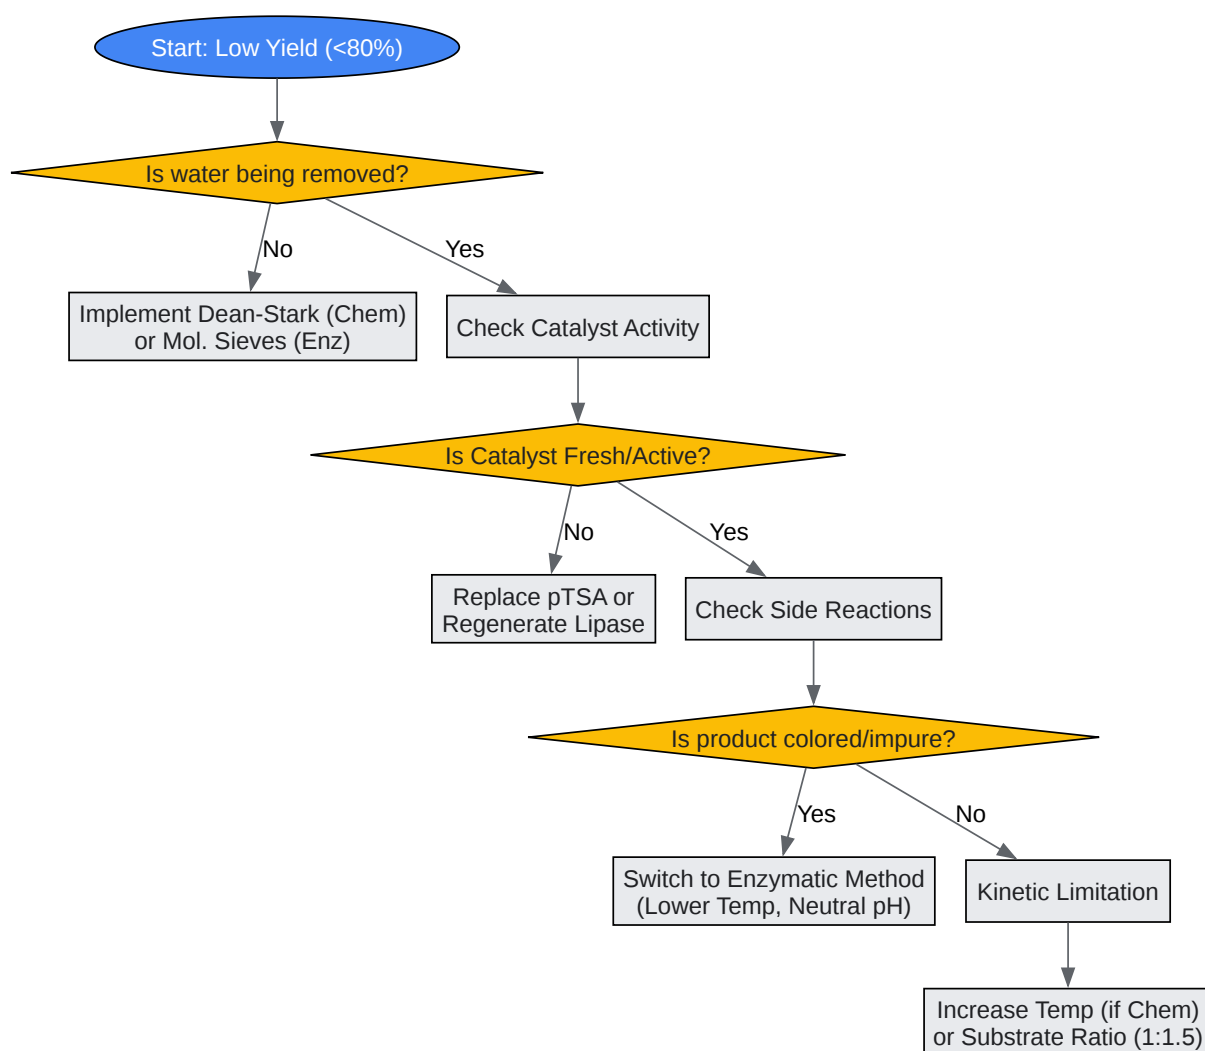 Start: Low Yield (<80%)
Is water being removed?
No
Yes
Implement Dean-Stark (Chem)
or Mol. Sieves (Enz)
Check Catalyst Activity
Is Catalyst Fresh/Active?
No
Yes
Replace pTSA or
Regenerate Lipase
Check Side Reactions
Is product colored/impure?
Yes
No
Switch to Enzymatic Method
(Lower Temp, Neutral pH)
Kinetic Limitation
Increase Temp (if Chem)
or Substrate Ratio (1:1.5)